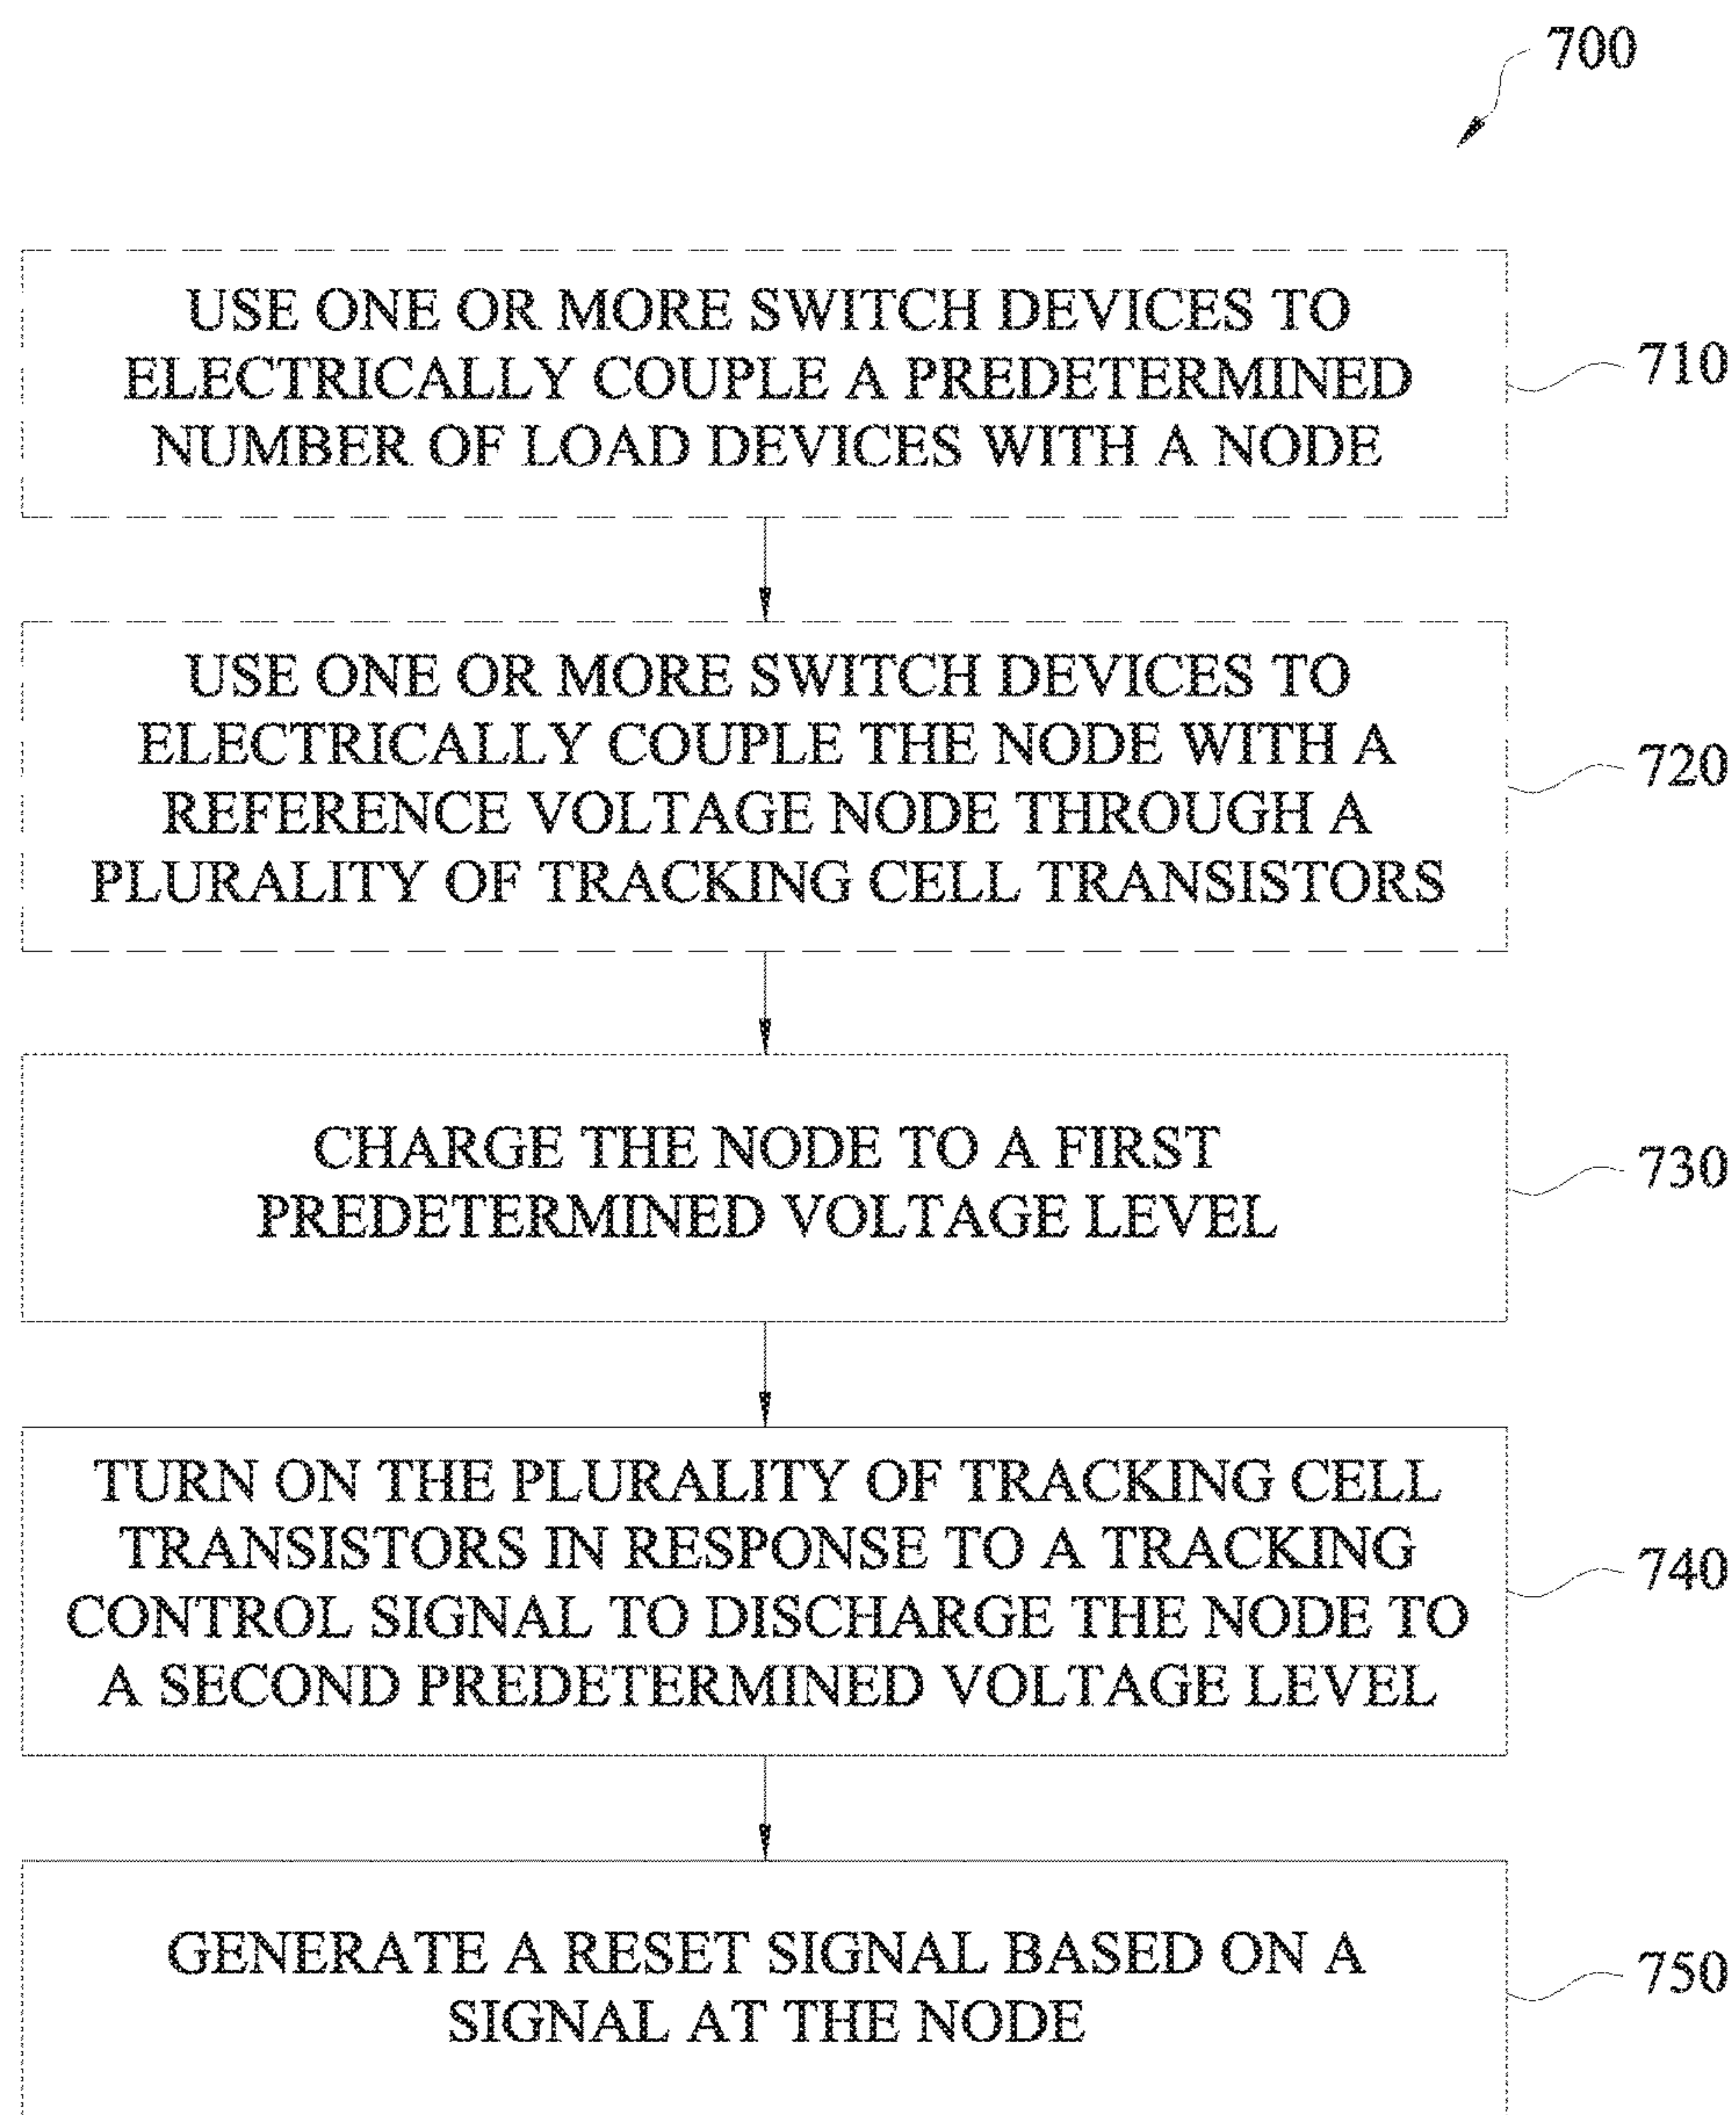 700
USE ONE OR MORE SWITCH DEVICES TO
ELECTRICALLY COUPLE A PREDETERMINED
NUMBER OF LOAD DEVICES WITH A NODE
710
USE ONE OR MORE SWITCH DEVICES TO
ELECTRICALLY COUPLE THE NODE WITH A
REFERENCE VOLTAGE NODE THROUGH A
PLURALITY OF TRACKING CELL TRANSISTORS
720
CHARGE THE NODE TO A FIRST
PREDETERMINED VOLTAGE LEVEL
730
TURN ON THE PLURALITY OF TRACKING CELL
TRANSISTORS IN RESPONSE TO A TRACKING
CONTROL SIGNAL TO DISCHARGE THE NODE TO
A SECOND PREDETERMINED VOLTAGE LEVEL
740
GENERATE A RESET SIGNAL BASED ON A
SIGNAL AT THE NODE
750